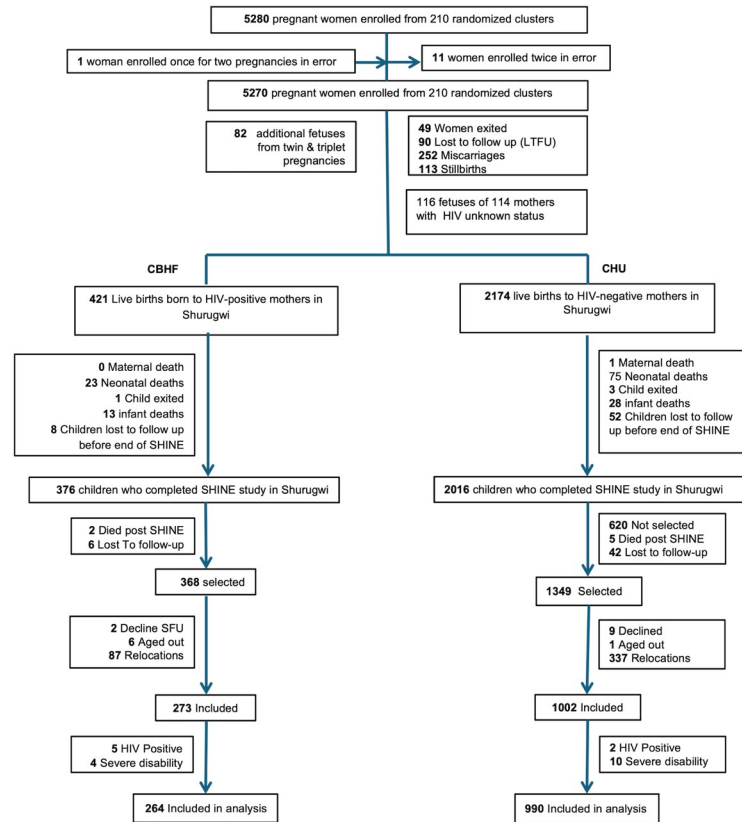 5280 pregnant women enrolled from 210 randomized clusters
1 woman enrolled once for two pregnancies in error
11 women enrolled twice in error
5270 pregnant women enrolled from 210 randomized clusters
82 additional fetuses
from twin & triplet
pregnancies
49 Women exited
90 Lost to follow up (LTFU)
252 Miscarriages
113 Stillbirths
116 fetuses of 114 mothers
with HIV unknown status
CBHF
CHU
421 Live births born to HIV-positive mothers in
Shurugwi
2174 live births to HIV-negative mothers in
Shurugwi
0 Maternal death
23 Neonatal deaths
1 Child exited
13 infant deaths
8 Children lost to follow up
before end of SHINE
1 Maternal death
75 Neonatal deaths
3 Child exited
28 infant deaths
52 Children lost to follow
up before end of SHINE
376 children who completed SHINE study in Shurugwi
2016 children who completed SHINE study in Shurugwi
2 Died post SHINE
6 Lost To follow-up
620 Not selected
5 Died post SHINE
42 Lost to follow-up
368 selected
1349 Selected
2 Decline SFU
6 Aged out
87 Relocations
9 Declined
1 Aged out
337 Relocations
273 Included
1002 Included
5 HIV Positive
4 Severe disability
2 HIV Positive
10 Severe disability
264 Included in analysis
990 Included in analysis